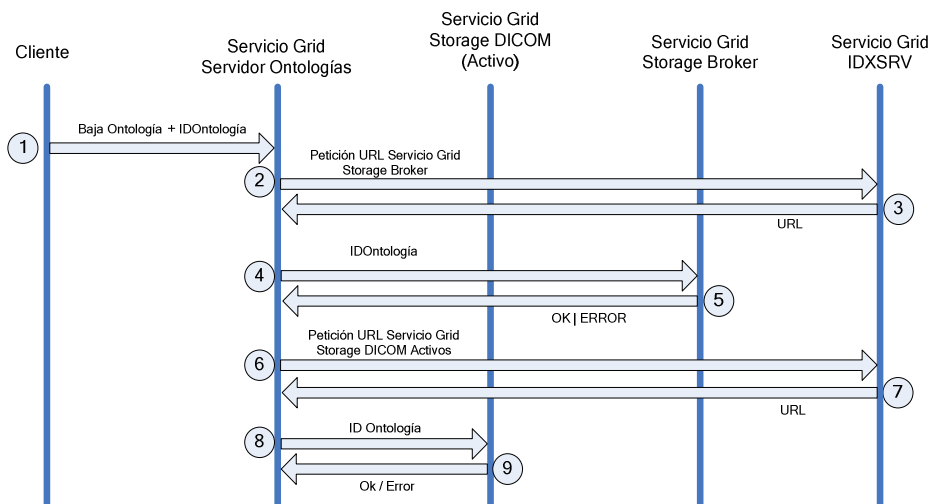 Cliente
Servicio Grid
Servidor Ontologías
Servicio Grid
Storage DICOM
(Activo)
Servicio Grid
Storage Broker
Servicio Grid
IDXSRV
1
Baja Ontología + IDOntología
2
Petición URL Servicio Grid
Storage Broker
3
URL
4
IDOntología
5
OK | ERROR
6
Petición URL Servicio Grid
Storage DICOM Activos
7
URL
8
ID Ontología
9
Ok / Error